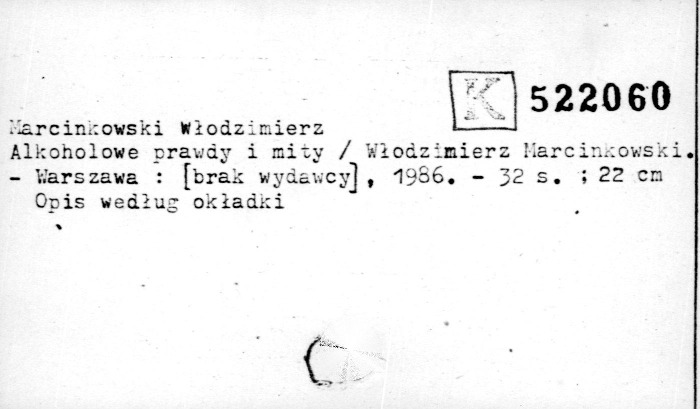 K 522060
Marcinkowski Włodzimierz
Alkoholowe prawdy i mity / Włodzimierz Marcinkowski.
- Warszawa : [brak wydawcy], 1986. - 32 s. ; 22 cm
Opis według okładki